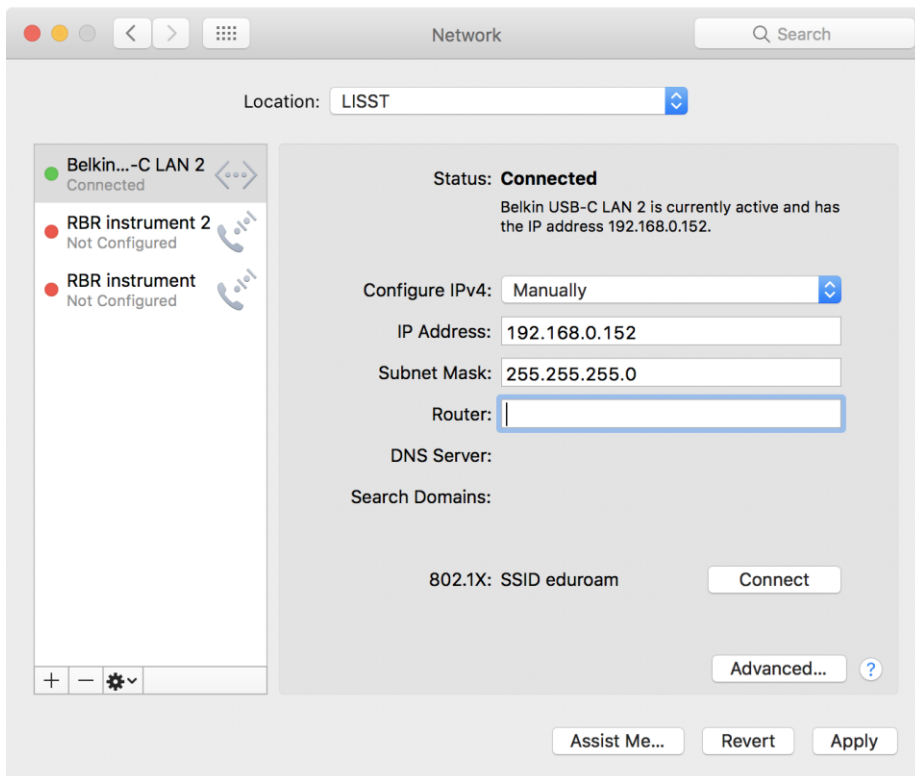 Network
Search
Location: LISST
Belkin...-C LAN 2
Connected
RBR instrument 2
Not Configured
RBR instrument
Not Configured
Status: Connected
Belkin USB-C LAN 2 is currently active and has
the IP address 192.168.0.152.
Configure IPv4: Manually
IP Address: 192.168.0.152
Subnet Mask: 255.255.255.0
Router:
DNS Server:
Search Domains:
802.1X: SSID eduroam Connect
Advanced... ?
Assist Me... Revert Apply